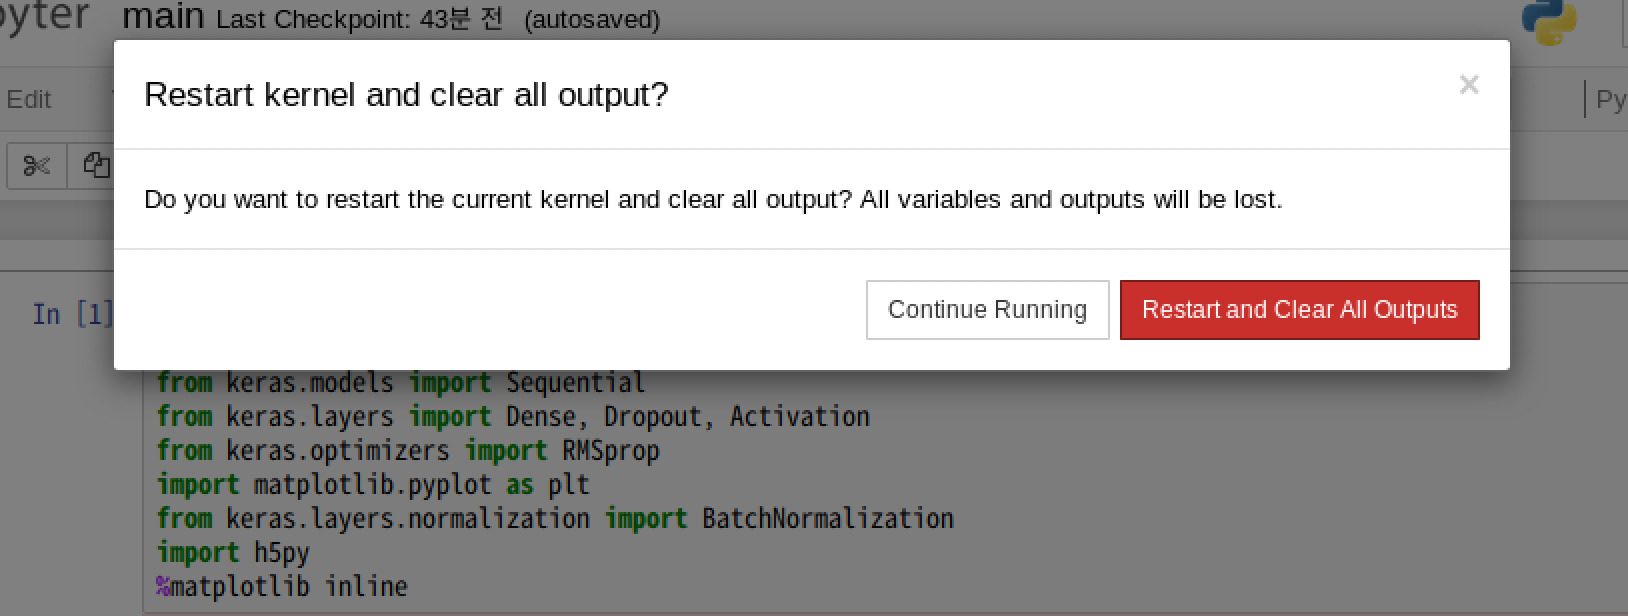 main Last Checkpoint: 43분 전 (autosaved)
Restart kernel and clear all output?
×
Edit
Do you want to restart the current kernel and clear all output? All variables and outputs will be lost.
Continue Running
Restart and Clear All Outputs
In [1]
from keras.models import Sequential
from keras.layers import Dense, Dropout, Activation
from keras.optimizers import RMSprop
import matplotlib.pyplot as plt
from keras.layers.normalization import BatchNormalization
import h5py
%matplotlib inline